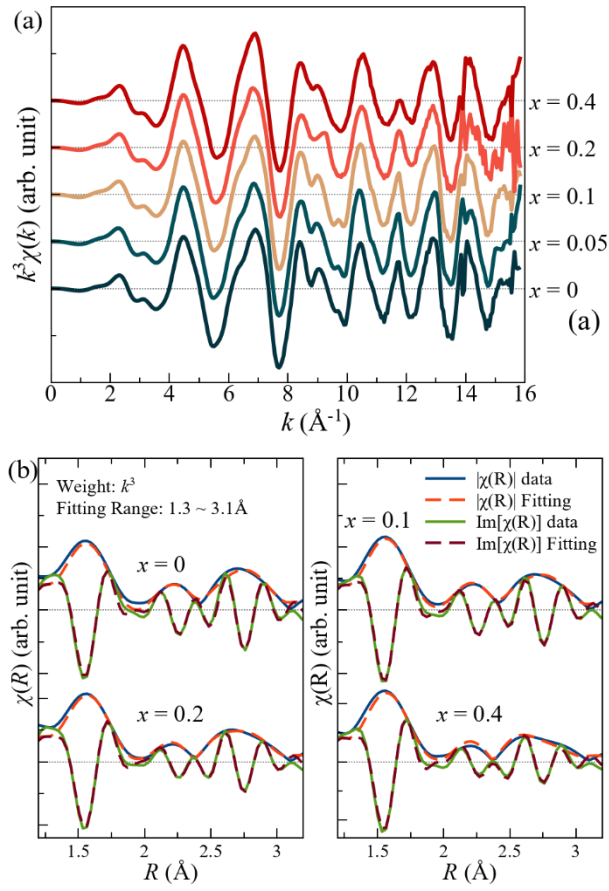 (a)
k³χ(k) (arb. unit)
x = 0.4
x = 0.2
x = 0.1
x = 0.05
x = 0
(a)
0 2 4 6 8 10 12 14 16
k (Å⁻¹)
(b)
Weight: k³
Fitting Range: 1.3 ~ 3.1Å
x = 0
x = 0.2
χ(R) (arb. unit)
1.5 2 2.5 3
R (Å)
|χ(R)| data
|χ(R)| Fitting
Im[χ(R)] data
Im[χ(R)] Fitting
x = 0.1
x = 0.4
χ(R) (arb. unit)
1.5 2 2.5 3
R (Å)